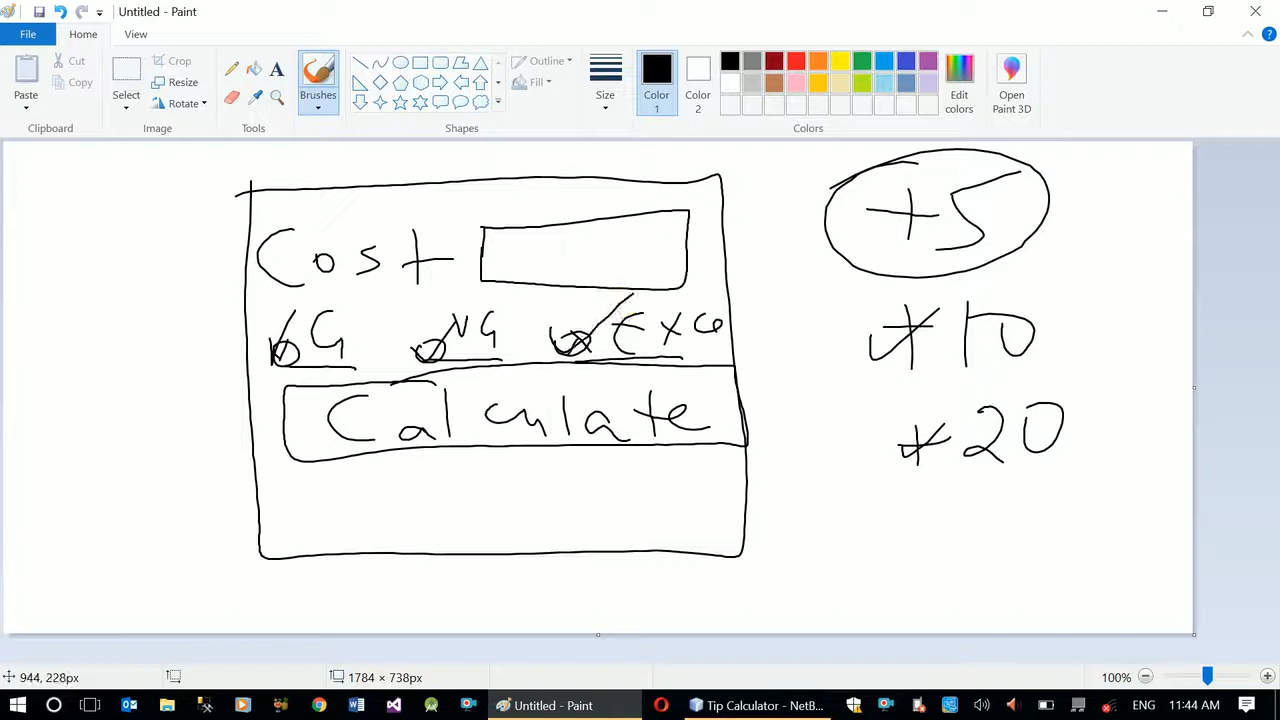 Untitled - Paint
File Home View
Paste
Cut
Copy
Clipboard
Select
Crop
Resize
Rotate
Image
Tools
Brushes
Shapes
Outline
Fill
Size
Color 1
Color 2
Colors
Edit colors
Open Paint 3D
Cost
+5
G VG Exce
+10
Calculate
+20
944, 228px
1784 × 738px
100%
Untitled - Paint
Tip Calculator - NetB...
ENG
11:44 AM